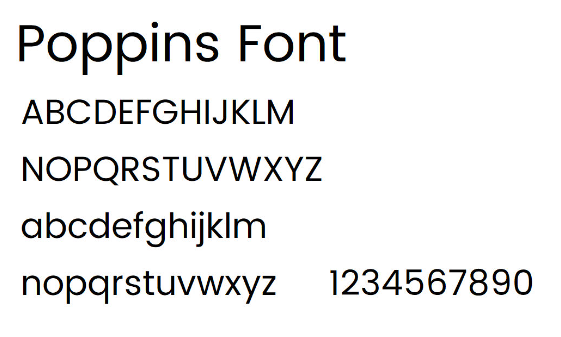 Poppins Font
ABCDEFGHIJKLM
NOPQRSTUVWXYZ
abcdefghijklm
nopqrstuvwxyz 1234567890